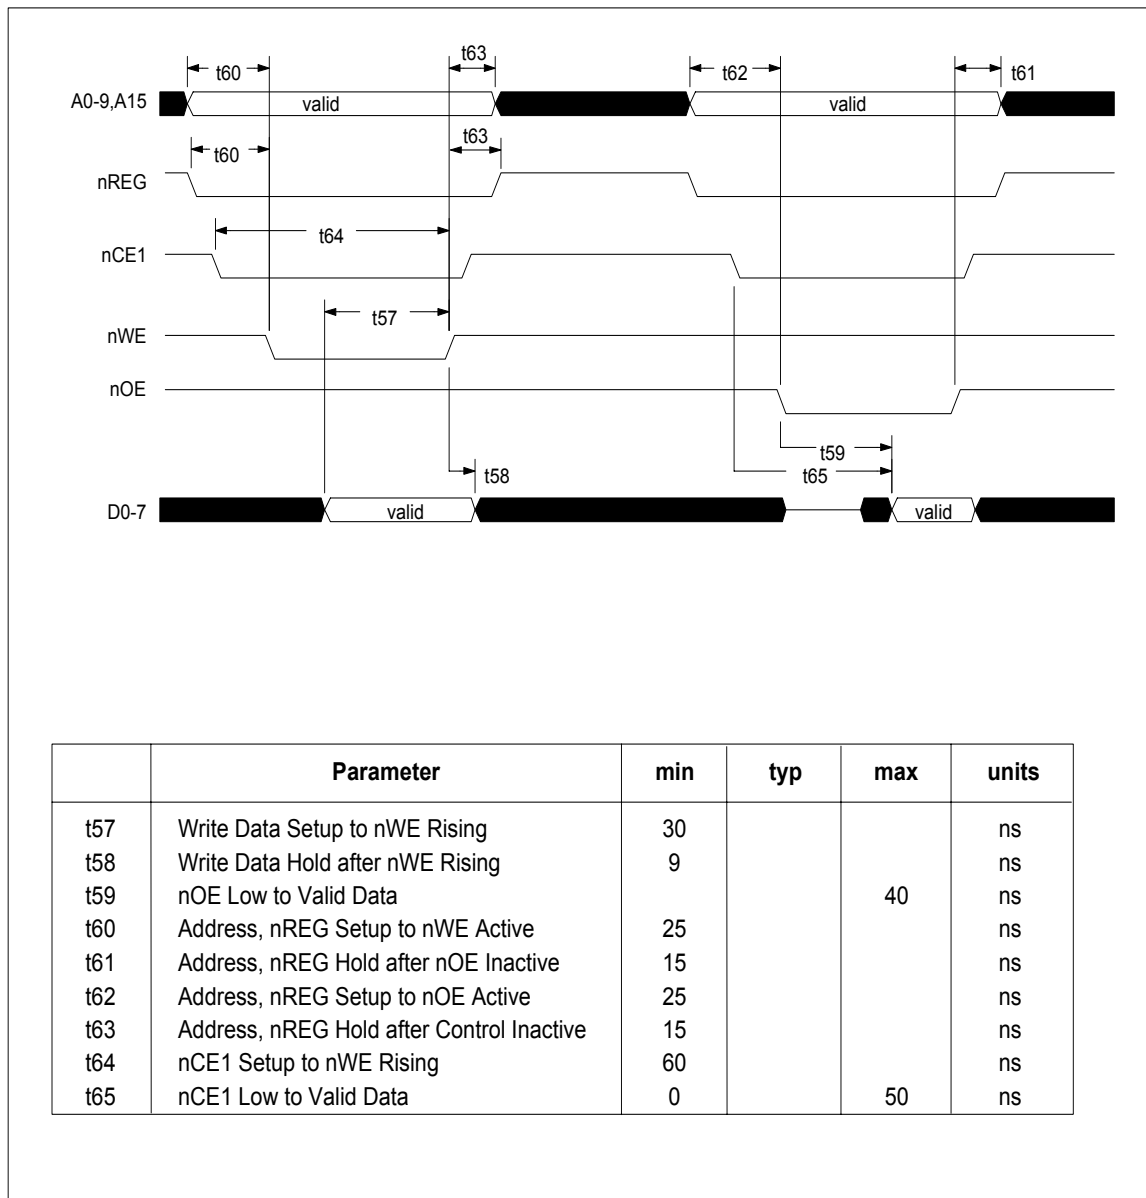 t60 t63 t62 t61
A0-9,A15 valid valid
t60 t63
nREG
t64
nCE1
t57
nWE
nOE
t59
t58 t65
D0-7 valid valid
Parameter min typ max units
t57 Write Data Setup to nWE Rising 30 ns
t58 Write Data Hold after nWE Rising 9 ns
t59 nOE Low to Valid Data 40 ns
t60 Address, nREG Setup to nWE Active 25 ns
t61 Address, nREG Hold after nOE Inactive 15 ns
t62 Address, nREG Setup to nOE Active 25 ns
t63 Address, nREG Hold after Control Inactive 15 ns
t64 nCE1 Setup to nWE Rising 60 ns
t65 nCE1 Low to Valid Data 0 50 ns